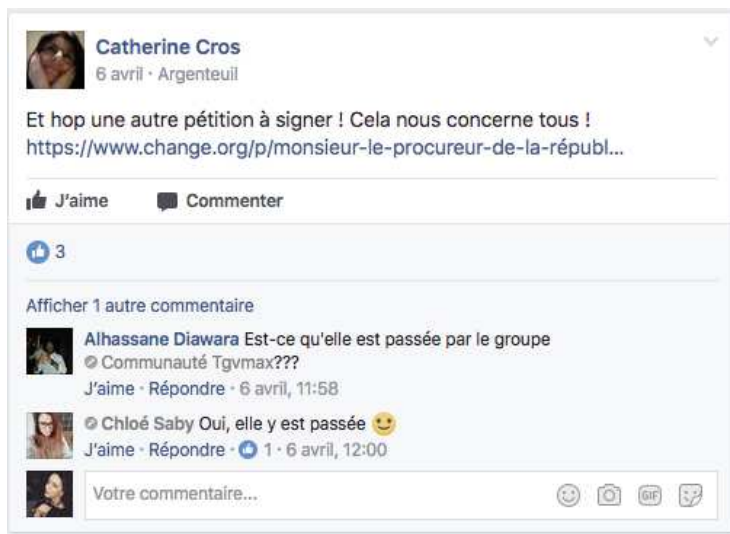 Catherine Cros
6 avril · Argenteuil
Et hop une autre pétition à signer ! Cela nous concerne tous !
https://www.change.org/p/monsieur-le-procureur-de-la-républ...
J'aime Commenter
3
Afficher 1 autre commentaire
Alhassane Diawara Est-ce qu'elle est passée par le groupe
Communauté Tgvmax???
J'aime · Répondre · 6 avril, 11:58
Chloé Saby Oui, elle y est passée
J'aime · Répondre · 1 · 6 avril, 12:00
Votre commentaire... GIF